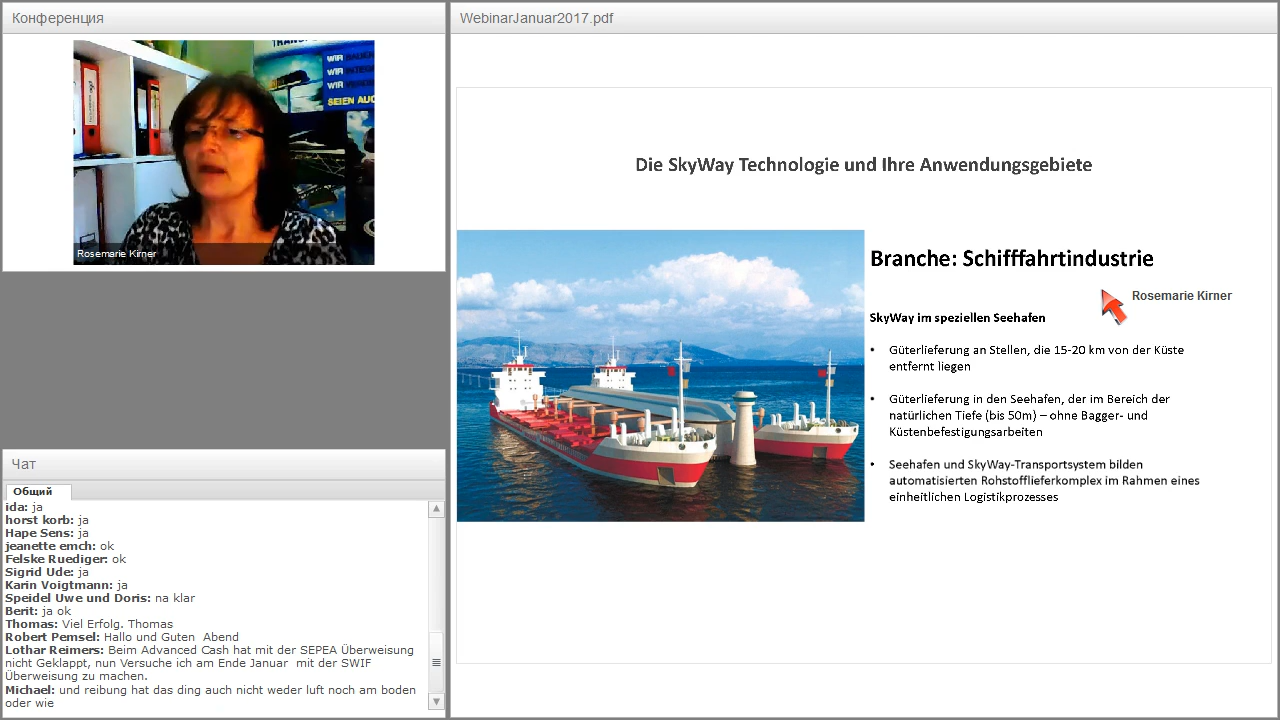 Конференция
TRANSP
WIR
WIR
WIR
SEIEN AUC
Rosemarie Kirner
Чат
Общий
ida: ja
horst korb: ja
Hape Sens: ja
jeanette emch: ok
Felske Ruediger: ok
Sigrid Ude: ja
Karin Voigtmann: ja
Speidel Uwe und Doris: na klar
Berit: ja ok
Thomas: Viel Erfolg. Thomas
Robert Pemsel: Hallo und Guten Abend
Lothar Reimers: Beim Advanced Cash hat mit der SEPEA Überweisung
nicht Geklappt, nun Versuche ich am Ende Januar mit der SWIF
Überweisung zu machen.
Michael: und reibung hat das ding auch nicht weder luft noch am boden
oder wie
WebinarJanuar2017.pdf
Die SkyWay Technologie und Ihre Anwendungsgebiete
Branche: Schifffahrtindustrie
Rosemarie Kirner
SkyWay im speziellen Seehafen
• Güterlieferung an Stellen, die 15-20 km von der Küste
entfernt liegen
• Güterlieferung in den Seehafen, der im Bereich der
natürlichen Tiefe (bis 50m) – ohne Bagger- und
Küstenbefestigungsarbeiten
• Seehafen und SkyWay-Transportsystem bilden
automatisierten Rohstofflieferkomplex im Rahmen eines
einheitlichen Logistikprozesses